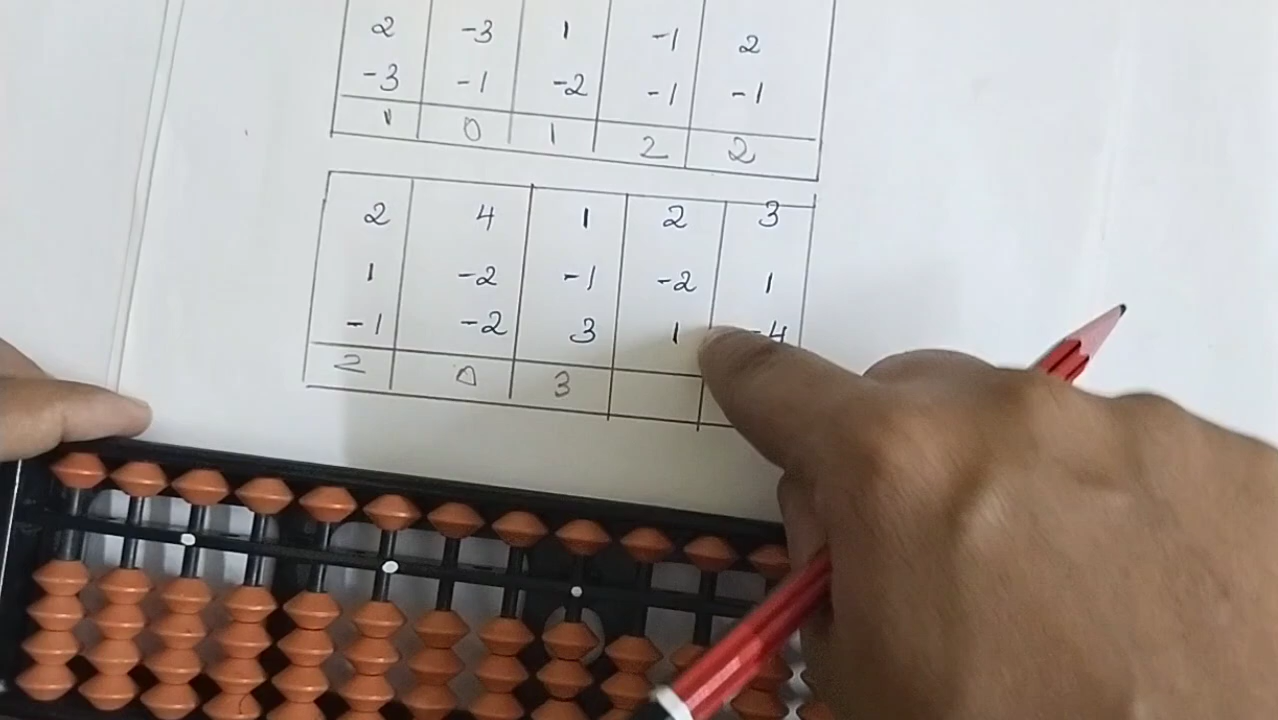 2 -3 1 -1 2
-3 -1 -2 -1 -1
1 0 1 2 2
2 4 1 2 3
1 -2 -1 -2 1
-1 -2 3 1 -4
2 0 3